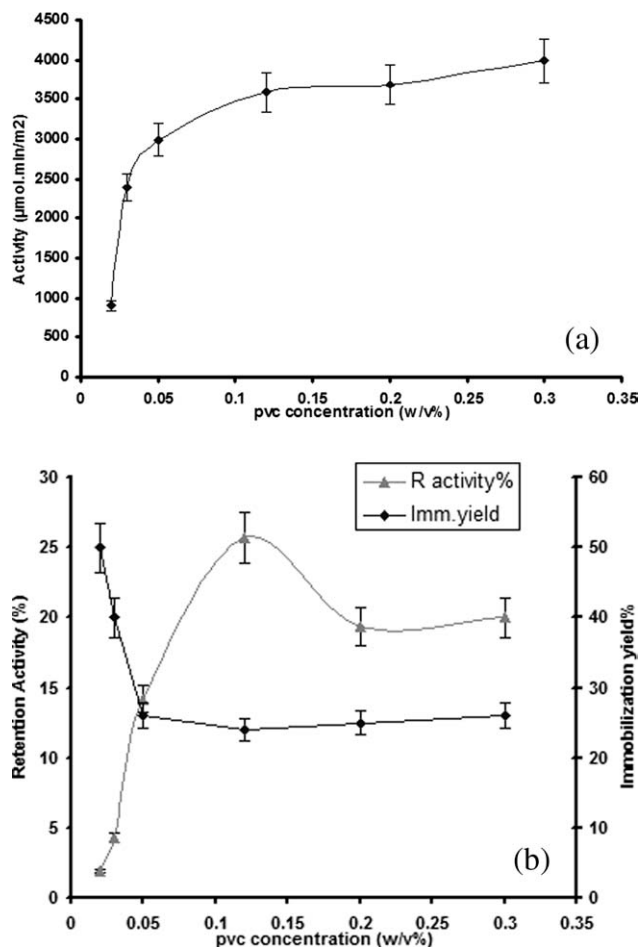 4500
4000
3500
3000
2500
2000
1500
1000
500
0
Activity (µmol.min/m2)
0 0.05 0.1 0.15 0.2 0.25 0.3 0.35
pvc concentration (w/v%)
(a)
R activity%
Imm.yield
30
25
20
15
10
5
0
Retention Activity (%)
60
50
40
30
20
10
0
Immobilization yield%
0 0.05 0.1 0.15 0.2 0.25 0.3 0.35
pvc concentration (w/v%)
(b)